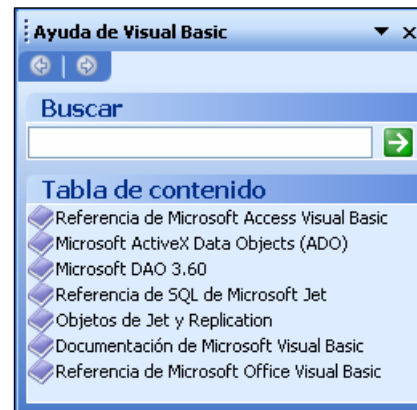 Ayuda de Visual Basic
Buscar
Tabla de contenido
Referencia de Microsoft Access Visual Basic
Microsoft ActiveX Data Objects (ADO)
Microsoft DAO 3.60
Referencia de SQL de Microsoft Jet
Objetos de Jet y Replication
Documentación de Microsoft Visual Basic
Referencia de Microsoft Office Visual Basic